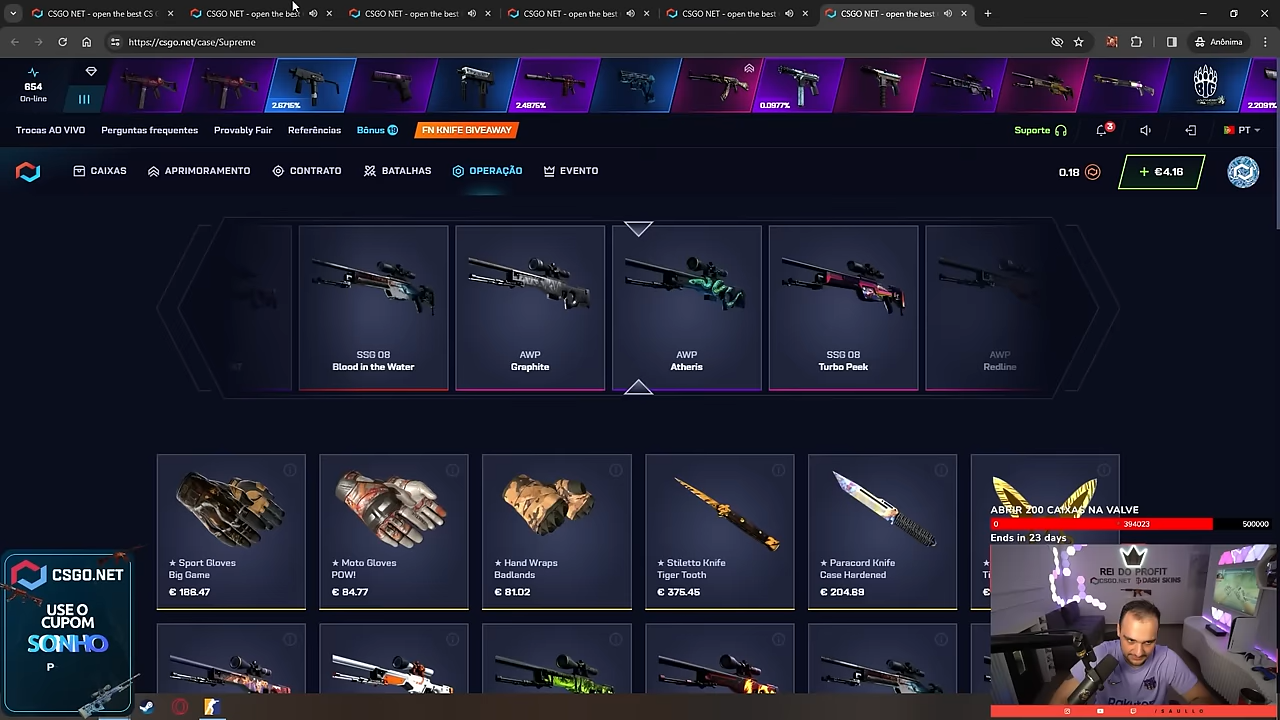 CSGO NET - open the best CS
CSGO NET - open the best
CSGO NET - open the best
CSGO NET - open the best
CSGO NET - open the best
CSGO NET - open the best
https://csgo.net/case/Supreme
Anônima
654
On-line
2.6715%
2.4875%
0.0977%
2.2091%
Trocas AO VIVO
Perguntas frequentes
Provably Fair
Referências
Bônus
FN KNIFE GIVEAWAY
Suporte
3
PT
CAIXAS
APRIMORAMENTO
CONTRATO
BATALHAS
OPERAÇÃO
EVENTO
0.18
+ €4.16
SSG 08
Blood in the Water
AWP
Graphite
AWP
Atheris
SSG 08
Turbo Peek
AWP
Redline
★ Sport Gloves
Big Game
€ 186.47
★ Moto Gloves
POW!
€ 84.77
★ Hand Wraps
Badlands
€ 81.02
★ Stiletto Knife
Tiger Tooth
€ 375.45
★ Paracord Knife
Case Hardened
€ 204.69
ABRIR 200 CAIXAS NA VALVE
0
394023
500000
Ends in 23 days
REI DO PROFIT
CSGO.NET
DASH SKINS
Rakuten
/SAULLO
CSGO.NET
USE O
CUPOM
SONHO
P